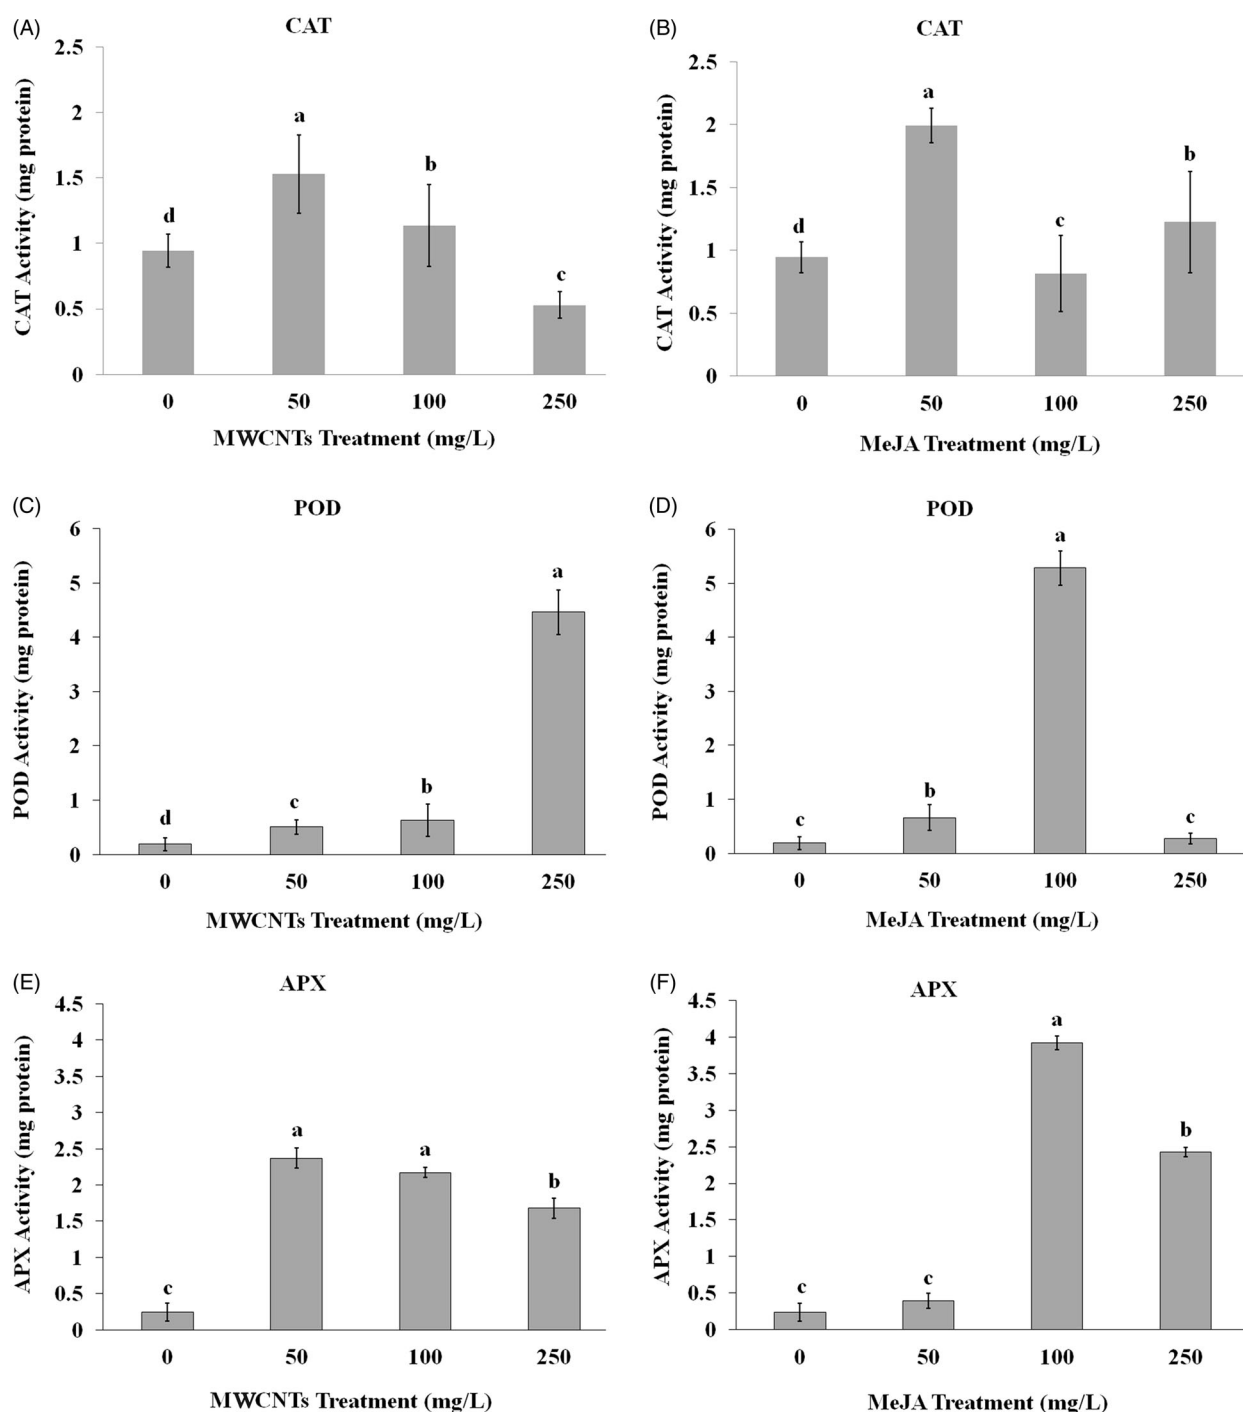 (A)
CAT
CAT Activity (mg protein)
2.5
2
1.5
1
0.5
0
d
a
b
c
0 50 100 250
MWCNTs Treatment (mg/L)
(B)
CAT
CAT Activity (mg protein)
2.5
2
1.5
1
0.5
0
d
a
c
b
0 50 100 250
MeJA Treatment (mg/L)
(C)
POD
POD Activity (mg protein)
6
5
4
3
2
1
0
d
c
b
a
0 50 100 250
MWCNTs Treatment (mg/L)
(D)
POD
POD Activity (mg protein)
6
5
4
3
2
1
0
c
b
a
c
0 50 100 250
MeJA Treatment (mg/L)
(E)
APX
APX Activity (mg protein)
4.5
4
3.5
3
2.5
2
1.5
1
0.5
0
c
a
a
b
0 50 100 250
MWCNTs Treatment (mg/L)
(F)
APX
APX Activity (mg protein)
4.5
4
3.5
3
2.5
2
1.5
1
0.5
0
c
c
a
b
0 50 100 250
MeJA Treatment (mg/L)